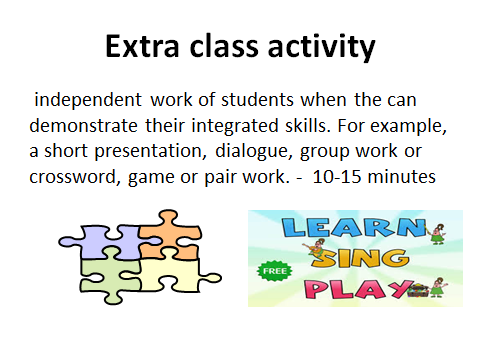 Extra class activity
independent work of students when the can
demonstrate their integrated skills. For example,
a short presentation, dialogue, group work or
crossword, game or pair work. - 10-15 minutes
LEARN
SING
FREE
PLAY